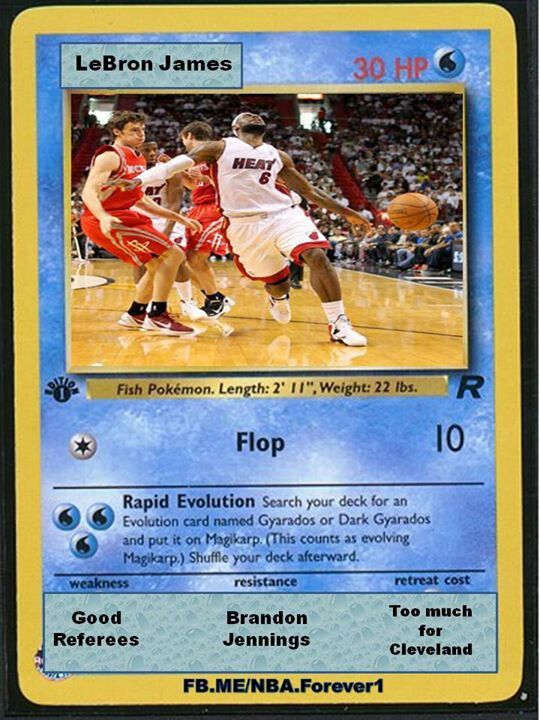 LeBron James
30 HP
HEAT
6
EDITION
1
Fish Pokémon. Length: 2' 11", Weight: 22 lbs.
R
Flop
10
Rapid Evolution Search your deck for an
Evolution card named Gyarados or Dark Gyarados
and put it on Magikarp. (This counts as evolving
Magikarp.) Shuffle your deck afterward.
weakness resistance retreat cost
Good
Referees
Brandon
Jennings
Too much
for
Cleveland
FB.ME/NBA.Forever1